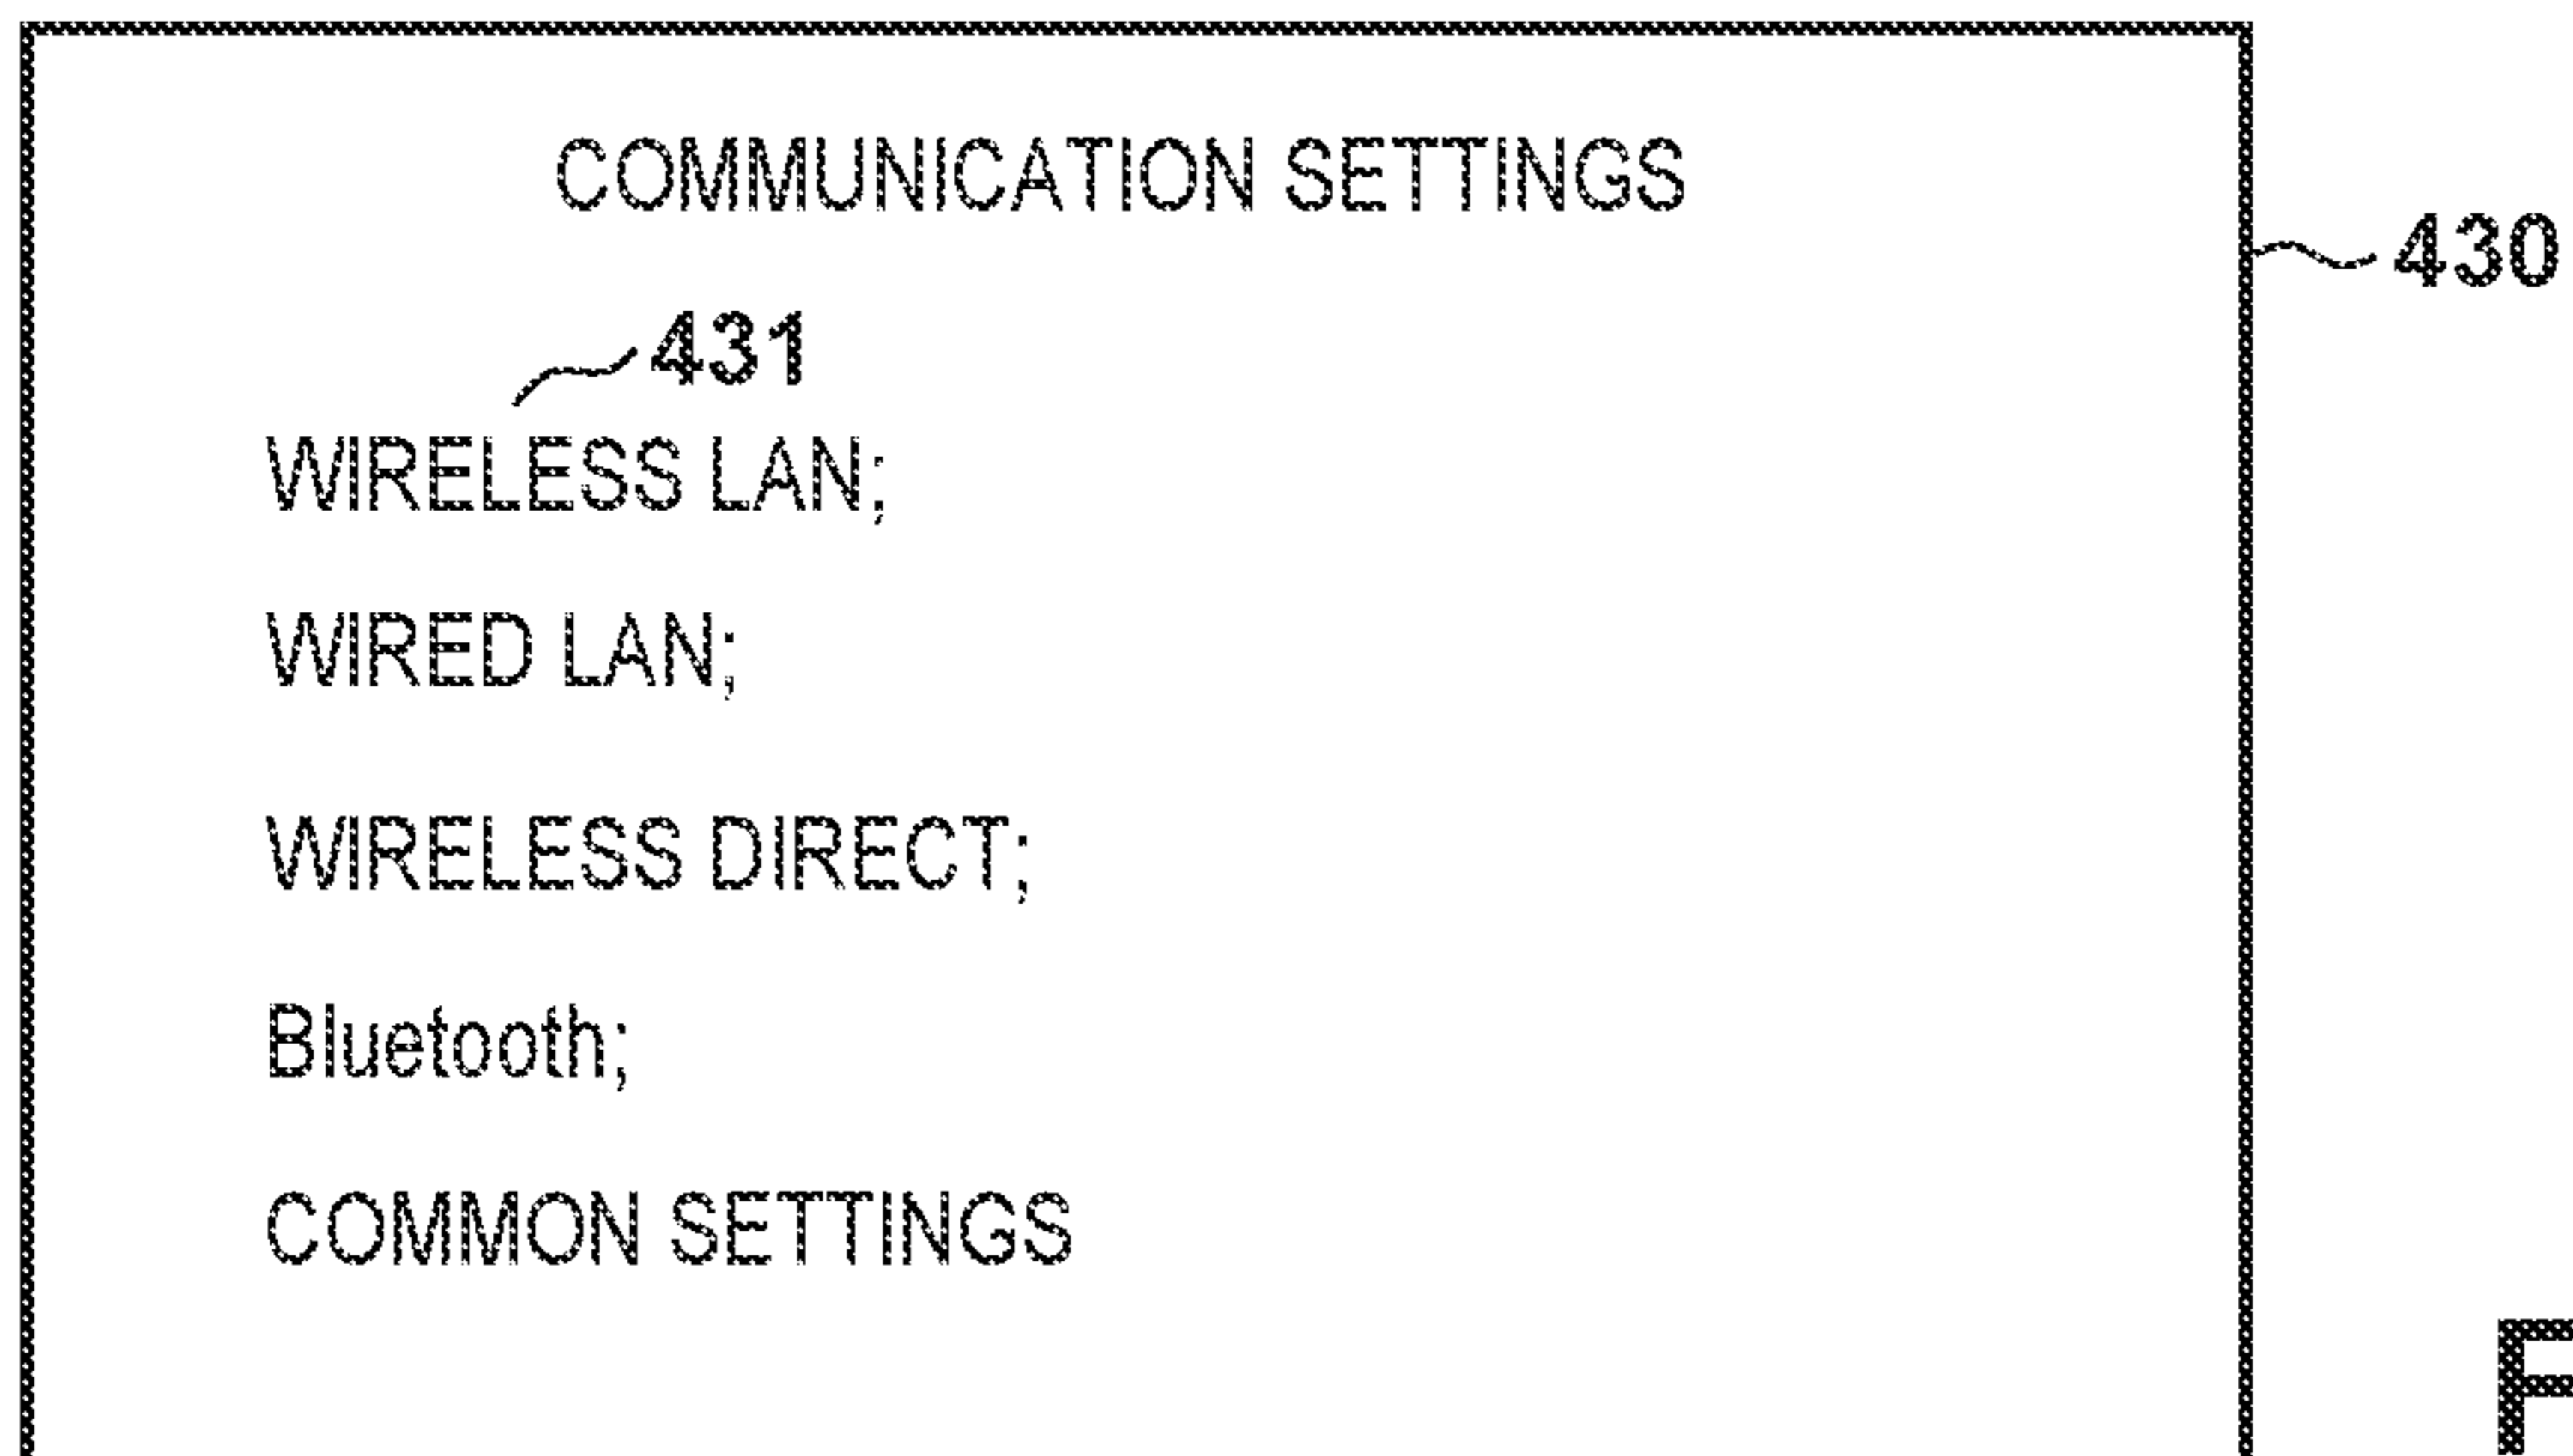 COMMUNICATION SETTINGS
430
431
WIRELESS LAN;
WIRED LAN;
WIRELESS DIRECT;
Bluetooth;
COMMON SETTINGS
F